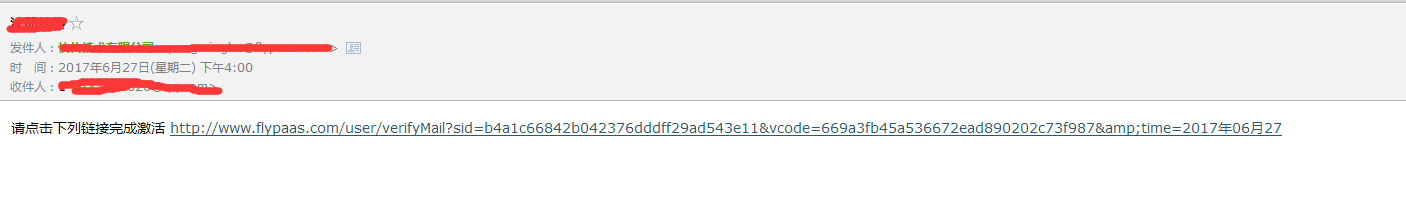 发件人：
时 间：2017年6月27日(星期二) 下午4:00
收件人：
请点击下列链接完成激活 http://www.flypaas.com/user/verifyMail?sid=b4a1c66842b042376dddff29ad543e11&vcode=669a3fb45a536672ead890202c73f987&amp;time=2017年06月27